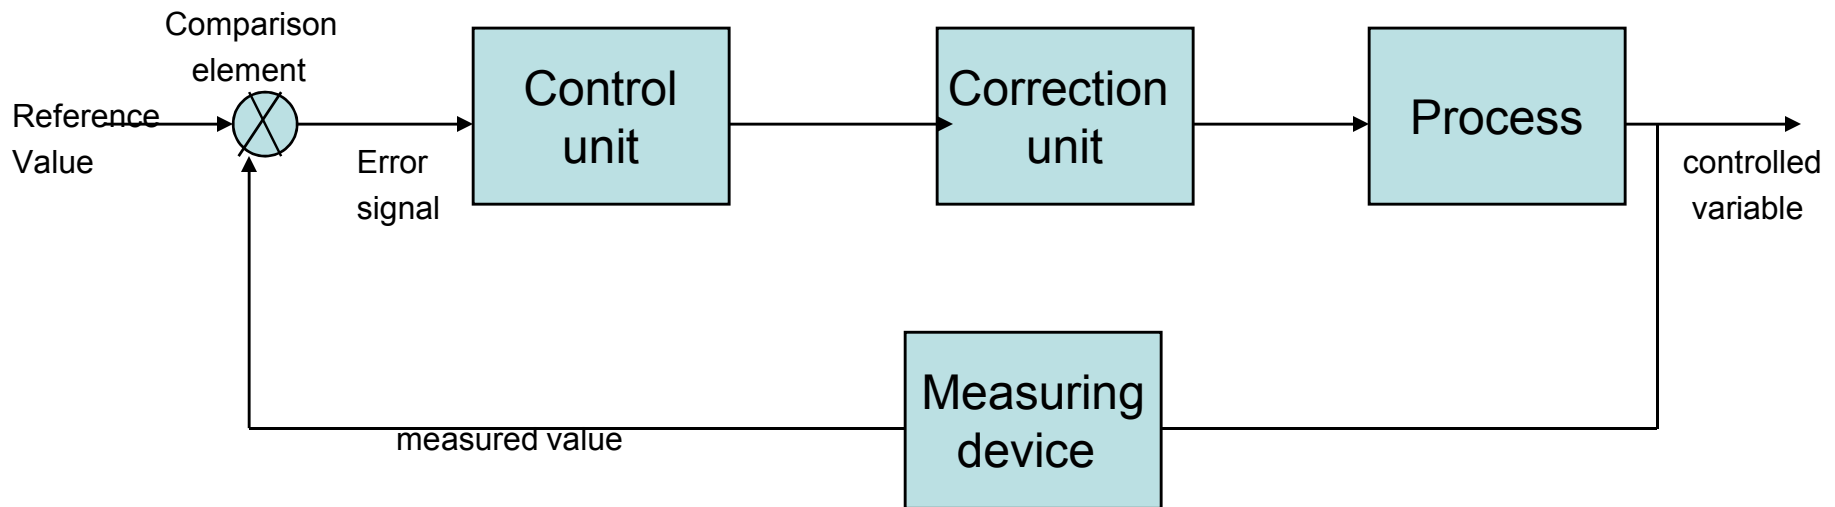 Comparison
element
Reference
Value
Error
signal
Control
unit
Correction
unit
Process
controlled
variable
Measuring
device
measured value